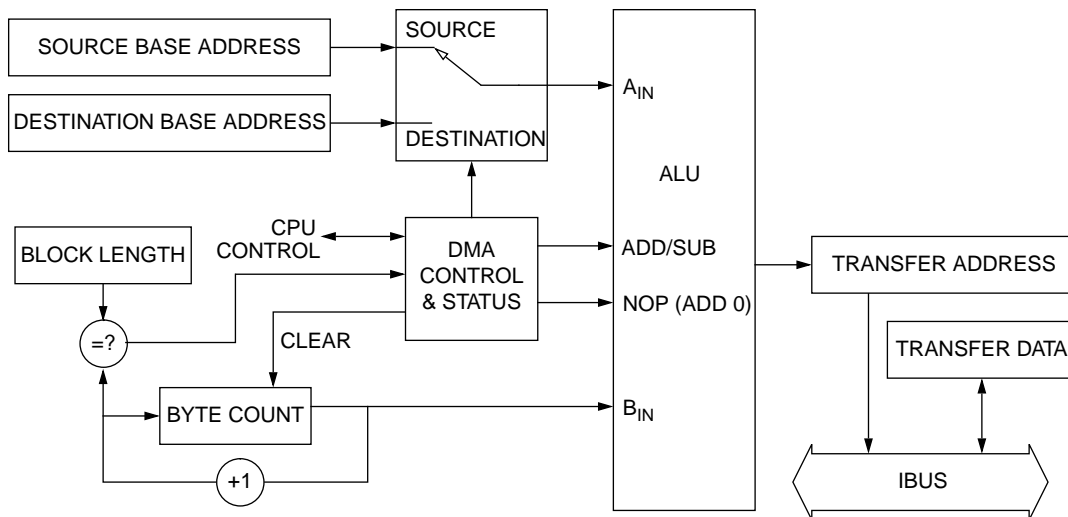 SOURCE BASE ADDRESS
SOURCE
DESTINATION BASE ADDRESS
DESTINATION
A_IN
ALU
CPU
CONTROL
DMA
CONTROL
& STATUS
ADD/SUB
NOP (ADD 0)
BLOCK LENGTH
=?
CLEAR
BYTE COUNT
+1
B_IN
TRANSFER ADDRESS
TRANSFER DATA
IBUS